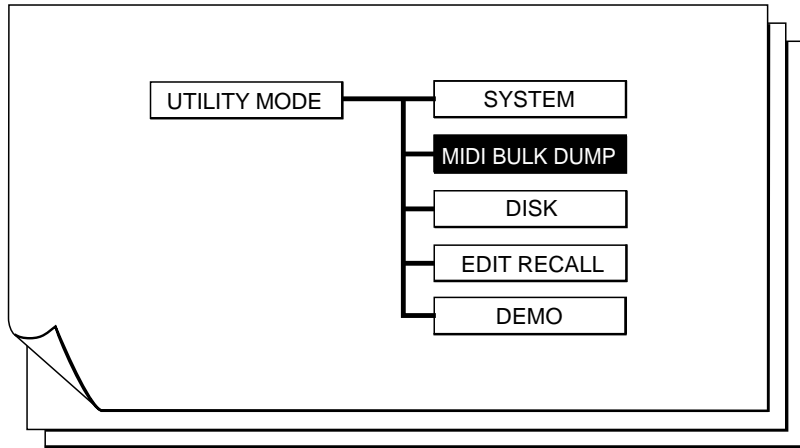 UTILITY MODE
SYSTEM
MIDI BULK DUMP
DISK
EDIT RECALL
DEMO